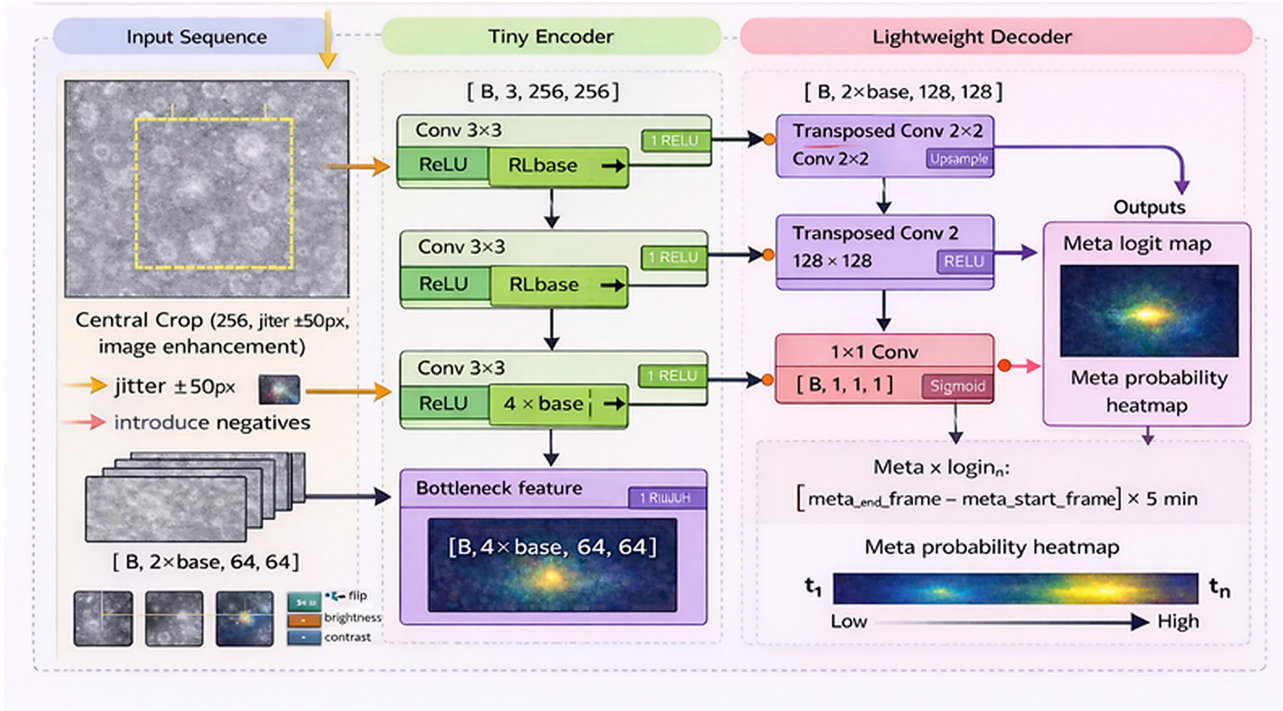 Input Sequence
Central Crop (256, jiter ±50px,
image enhancement)
jitter ±50px
introduce negatives
[ B, 2×base, 64, 64]
flip
brightness
contrast
Tiny Encoder
[ B, 3, 256, 256]
Conv 3×3
1 RELU
ReLU
RLbase
Conv 3×3
1 RELU
ReLU
RLbase
Conv 3×3
1 RELU
ReLU
4 × base
Bottleneck feature
[B, 4×base, 64, 64]
Lightweight Decoder
[ B, 2×base, 128, 128]
Transposed Conv 2×2
Conv 2×2
Upsample
Transposed Conv 2
128 × 128
RELU
1×1 Conv
[ B, 1, 1, 1 ]
Sigmoid
Outputs
Meta logit map
Meta probability
heatmap
Meta x loginₙ:
[meta_end_frame – meta_start_frame] × 5 min
Meta probability heatmap
t₁
tₙ
Low
High